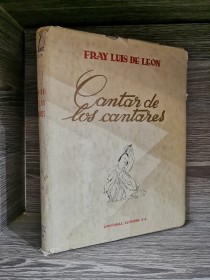 FRAY LUIS DE LEON
Cantar de
los cantares